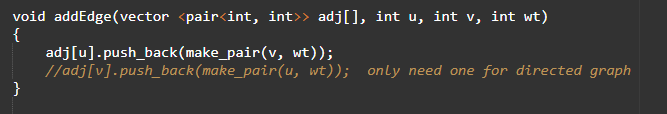 void addEdge(vector <pair<int, int>> adj[], int u, int v, int wt)
{
    adj[u].push_back(make_pair(v, wt));
    //adj[v].push_back(make_pair(u, wt));  only need one for directed graph
}